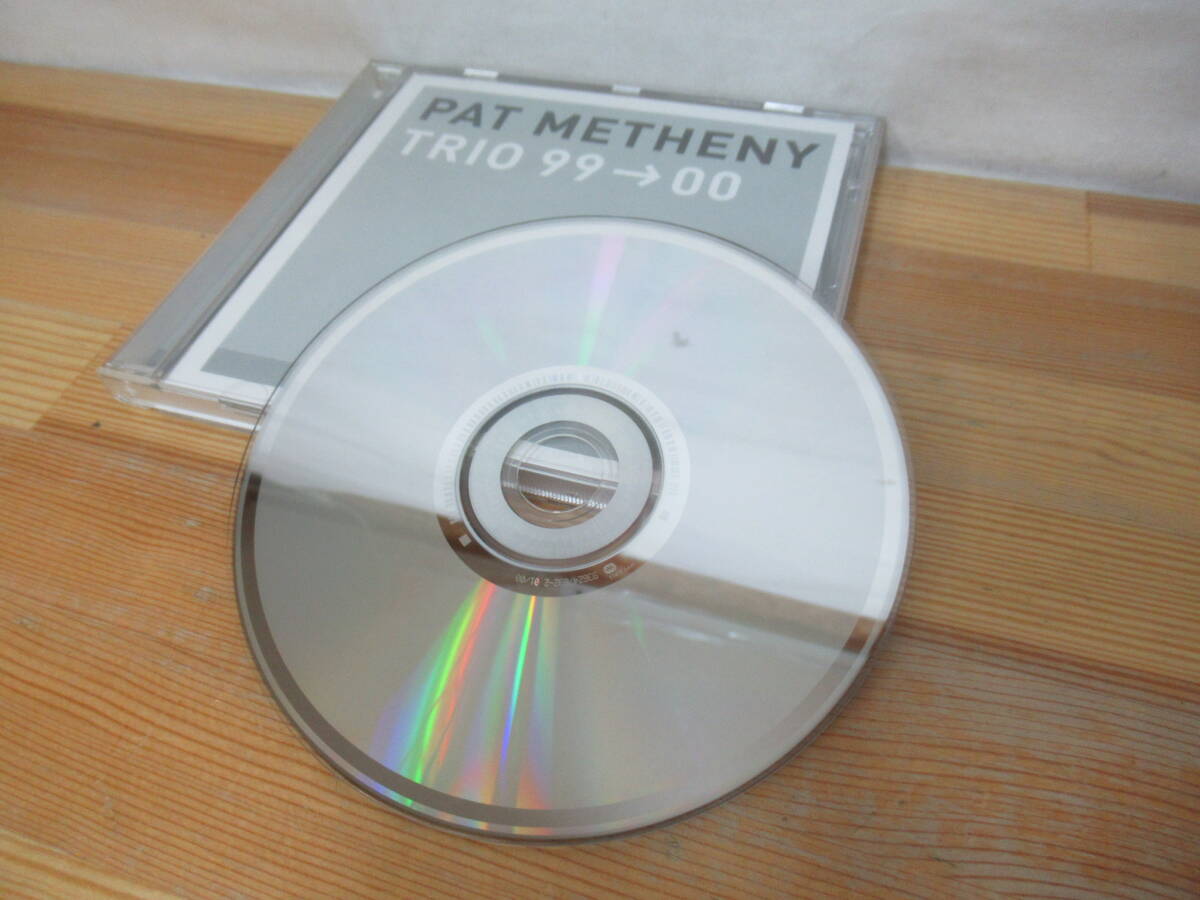 PAT METHENY
TRIO 99 → 00